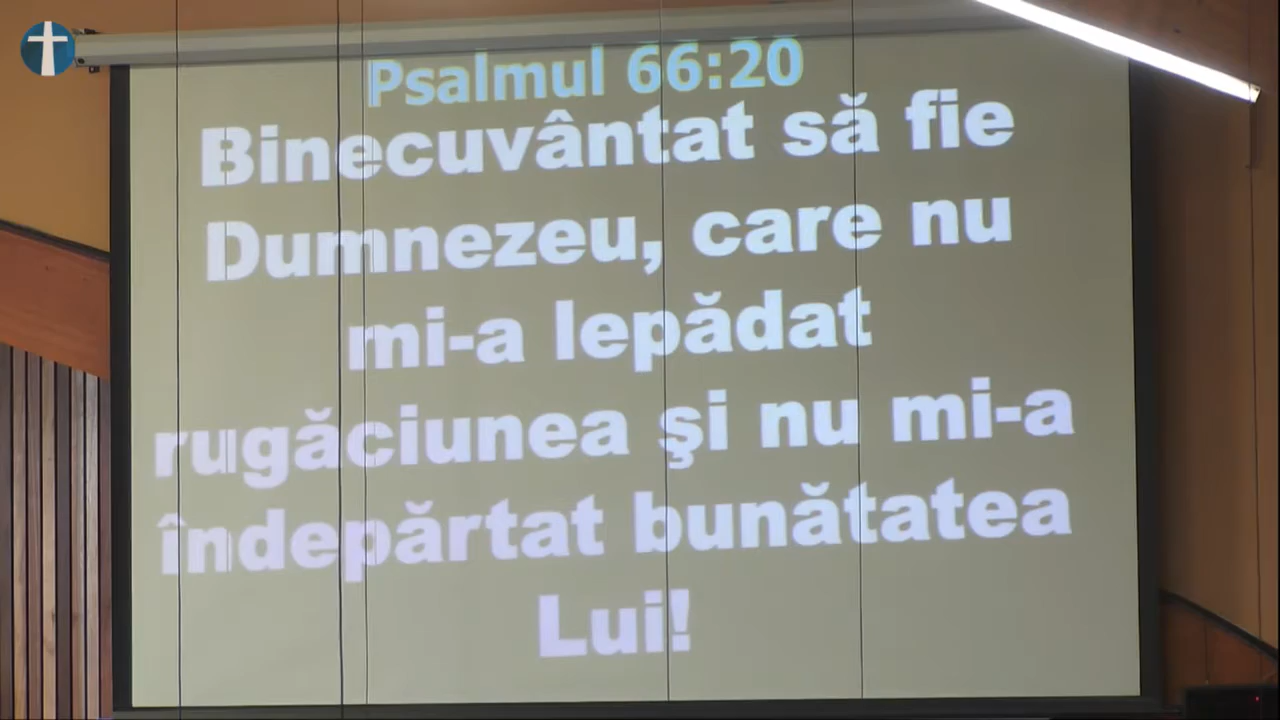 Psalmul 66:20
Binecuvântat să fie
Dumnezeu, care nu
mi-a lepădat
rugăciunea şi nu mi-a
îndepărtat bunătatea
Lui!